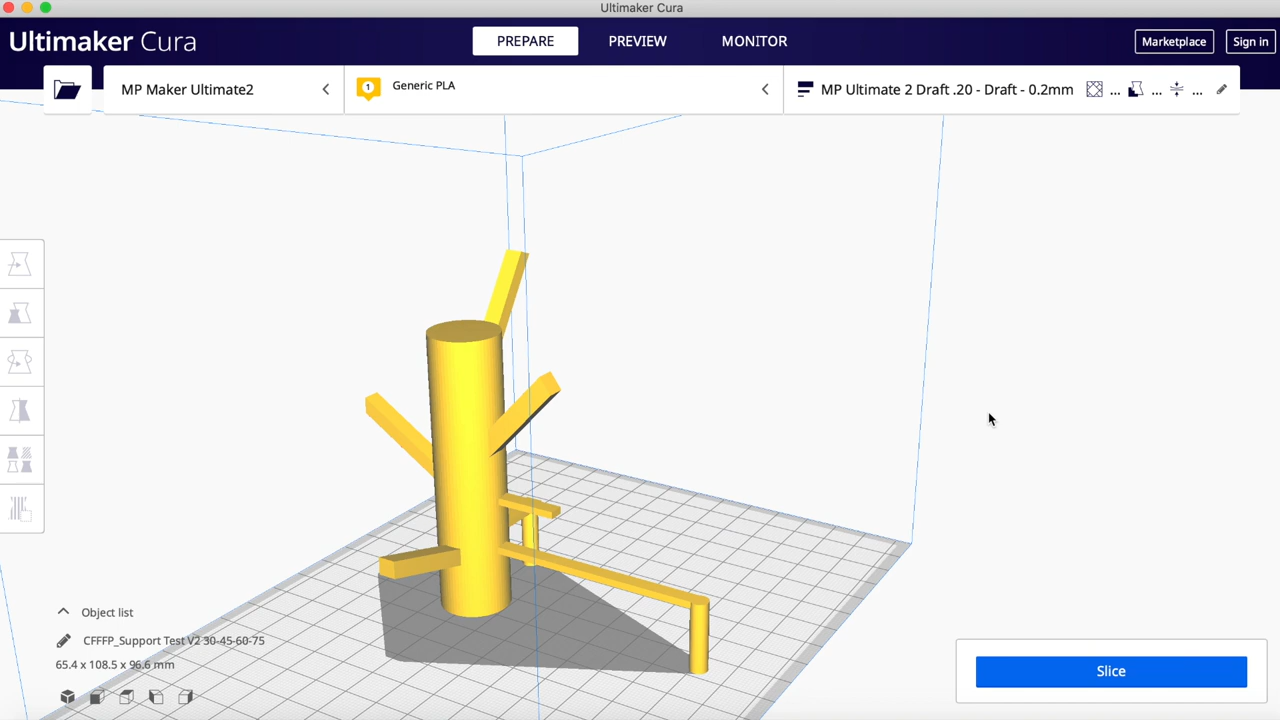 Ultimaker Cura
Ultimaker Cura
PREPARE
PREVIEW
MONITOR
Marketplace
Sign in
MP Maker Ultimate2
1
Generic PLA
MP Ultimate 2 Draft .20 - Draft - 0.2mm
...
...
...
Object list
CFFFP_Support Test V2 30-45-60-75
65.4 x 108.5 x 96.6 mm
Slice